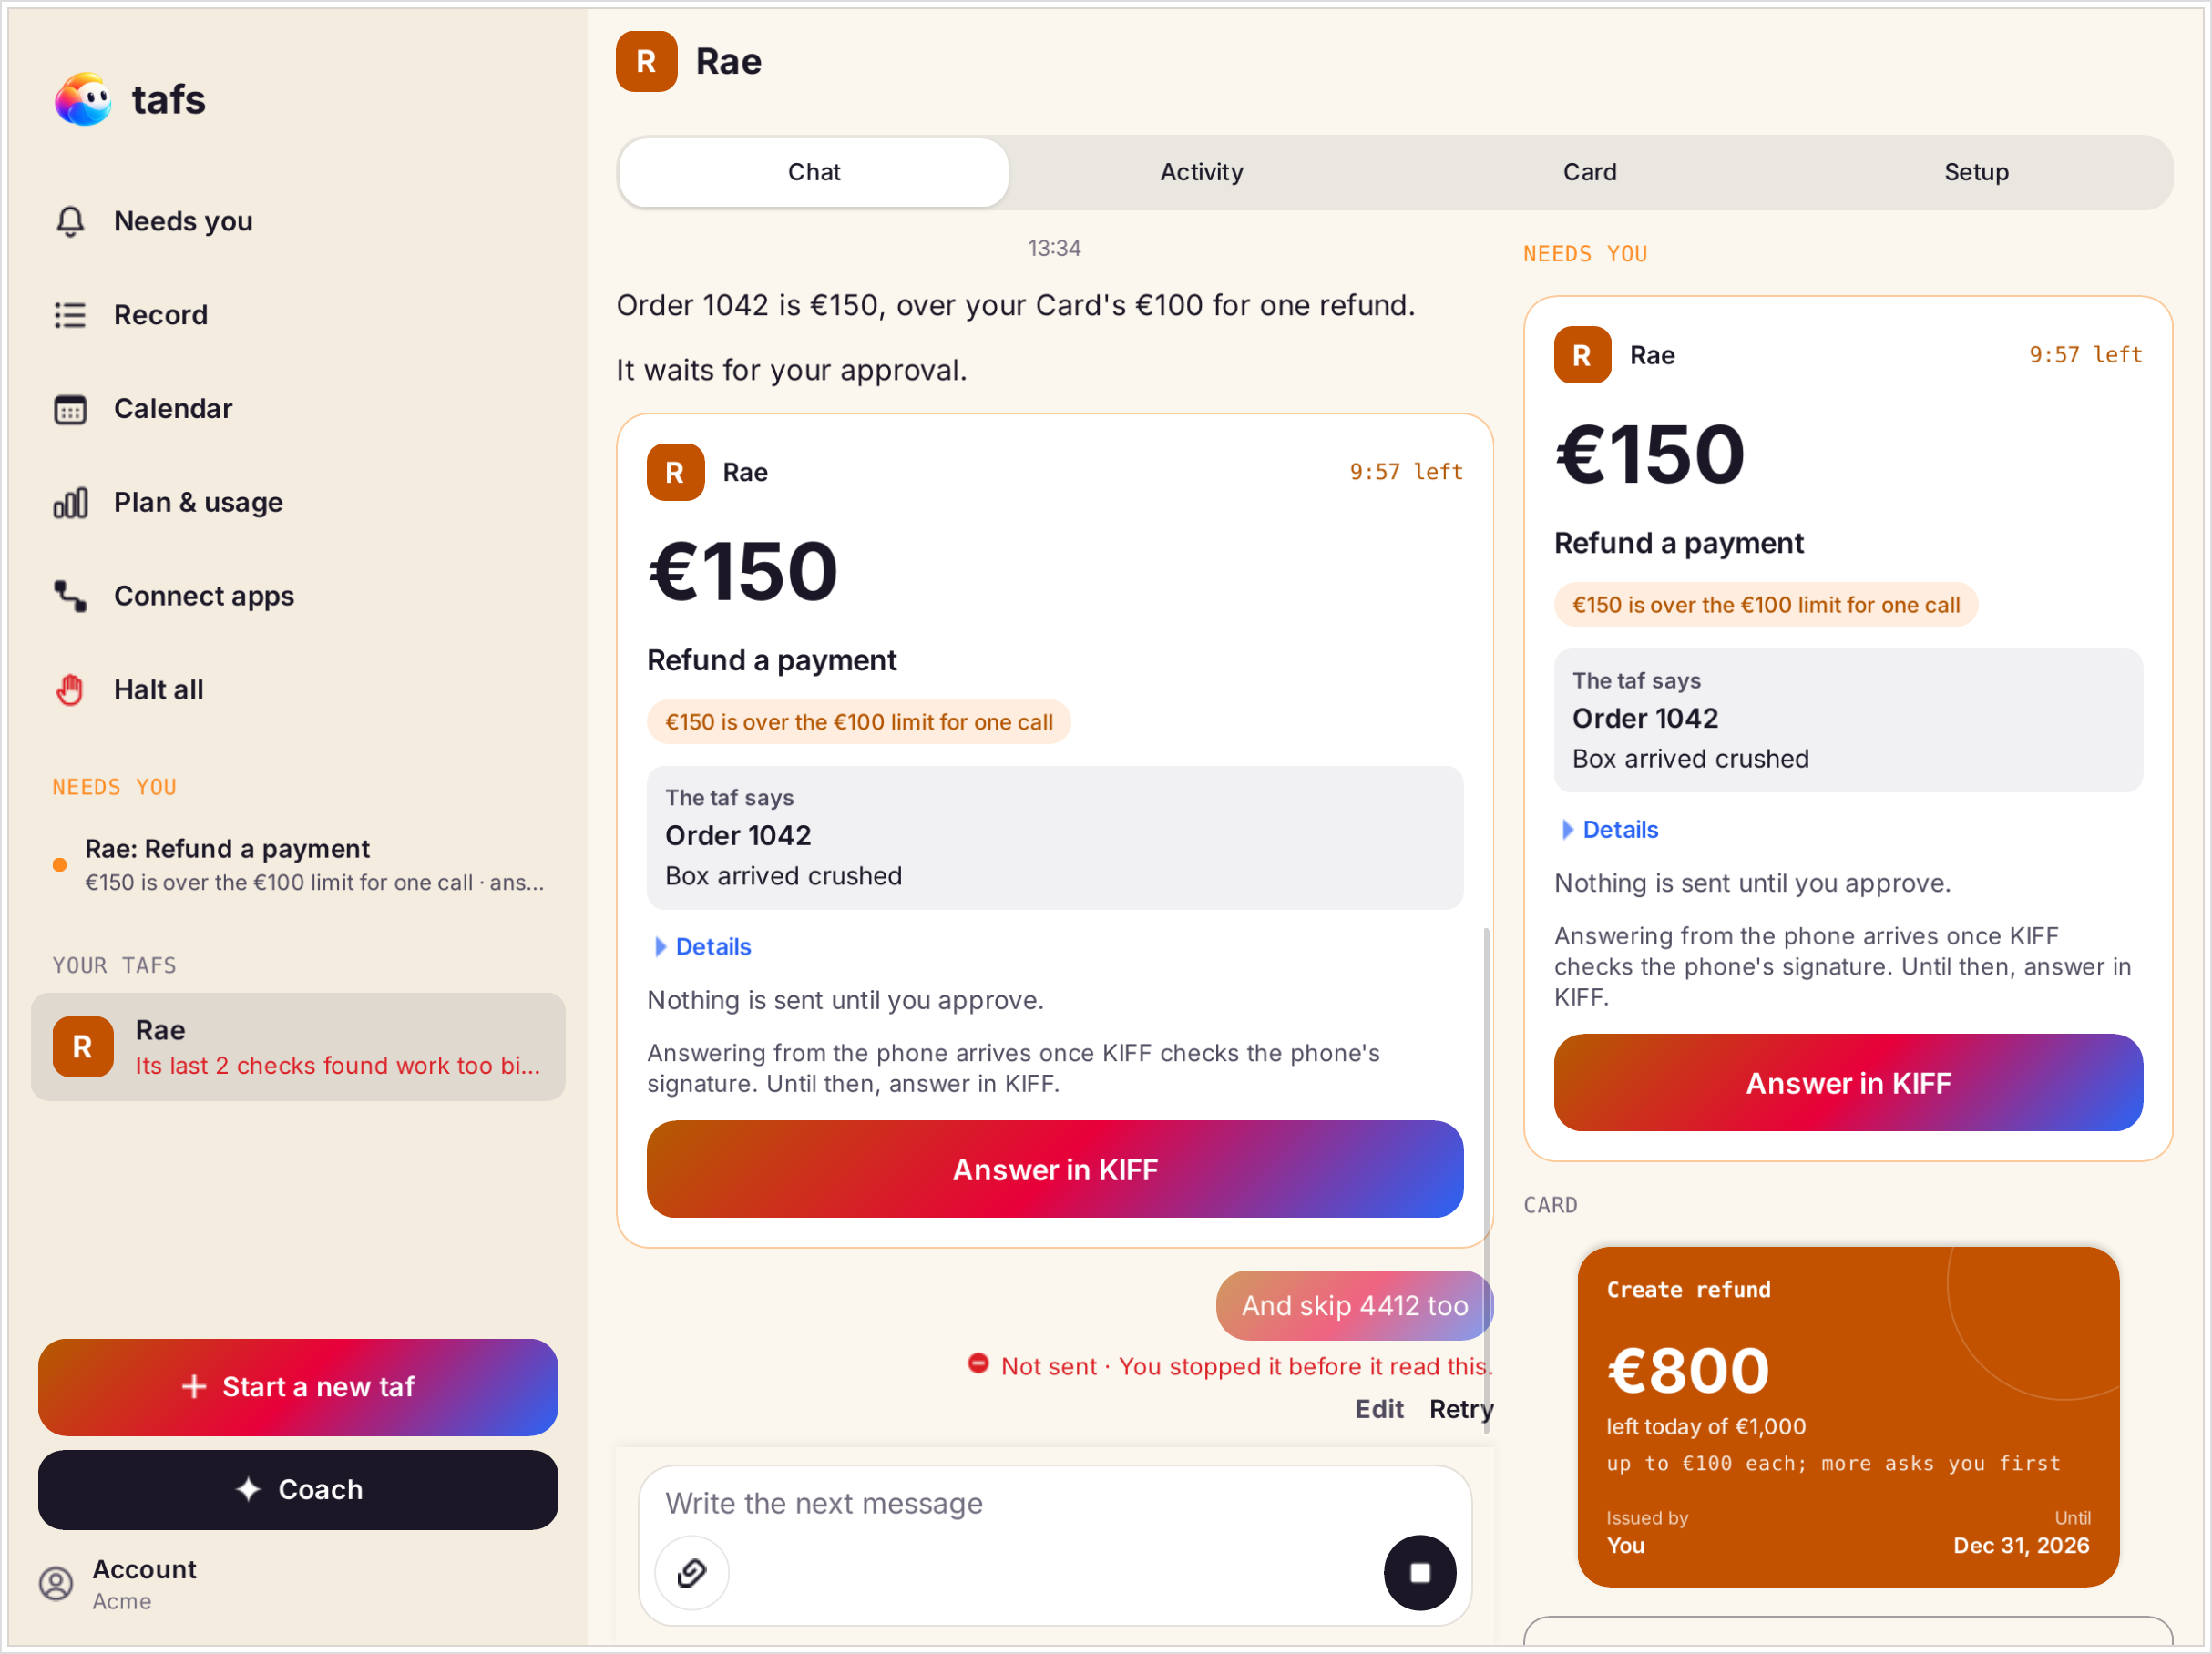 tafs
Needs you
Record
Calendar
Plan & usage
Connect apps
Halt all
NEEDS YOU
Rae: Refund a payment
€150 is over the €100 limit for one call · ans...
YOUR TAFS
R
Rae
Its last 2 checks found work too bi...
+ Start a new taf
Coach
Account
Acme
R
Rae
Chat
Activity
Card
Setup
13:34
Order 1042 is €150, over your Card's €100 for one refund.
It waits for your approval.
R
Rae
9:57 left
€150
Refund a payment
€150 is over the €100 limit for one call
The taf says
Order 1042
Box arrived crushed
Details
Nothing is sent until you approve.
Answering from the phone arrives once KIFF checks the phone's
signature. Until then, answer in KIFF.
Answer in KIFF
And skip 4412 too
Not sent · You stopped it before it read this.
Edit
Retry
Write the next message
NEEDS YOU
R
Rae
9:57 left
€150
Refund a payment
€150 is over the €100 limit for one call
The taf says
Order 1042
Box arrived crushed
Details
Nothing is sent until you approve.
Answering from the phone arrives once KIFF
checks the phone's signature. Until then, answer in
KIFF.
Answer in KIFF
CARD
Create refund
€800
left today of €1,000
up to €100 each; more asks you first
Issued by
You
Until
Dec 31, 2026